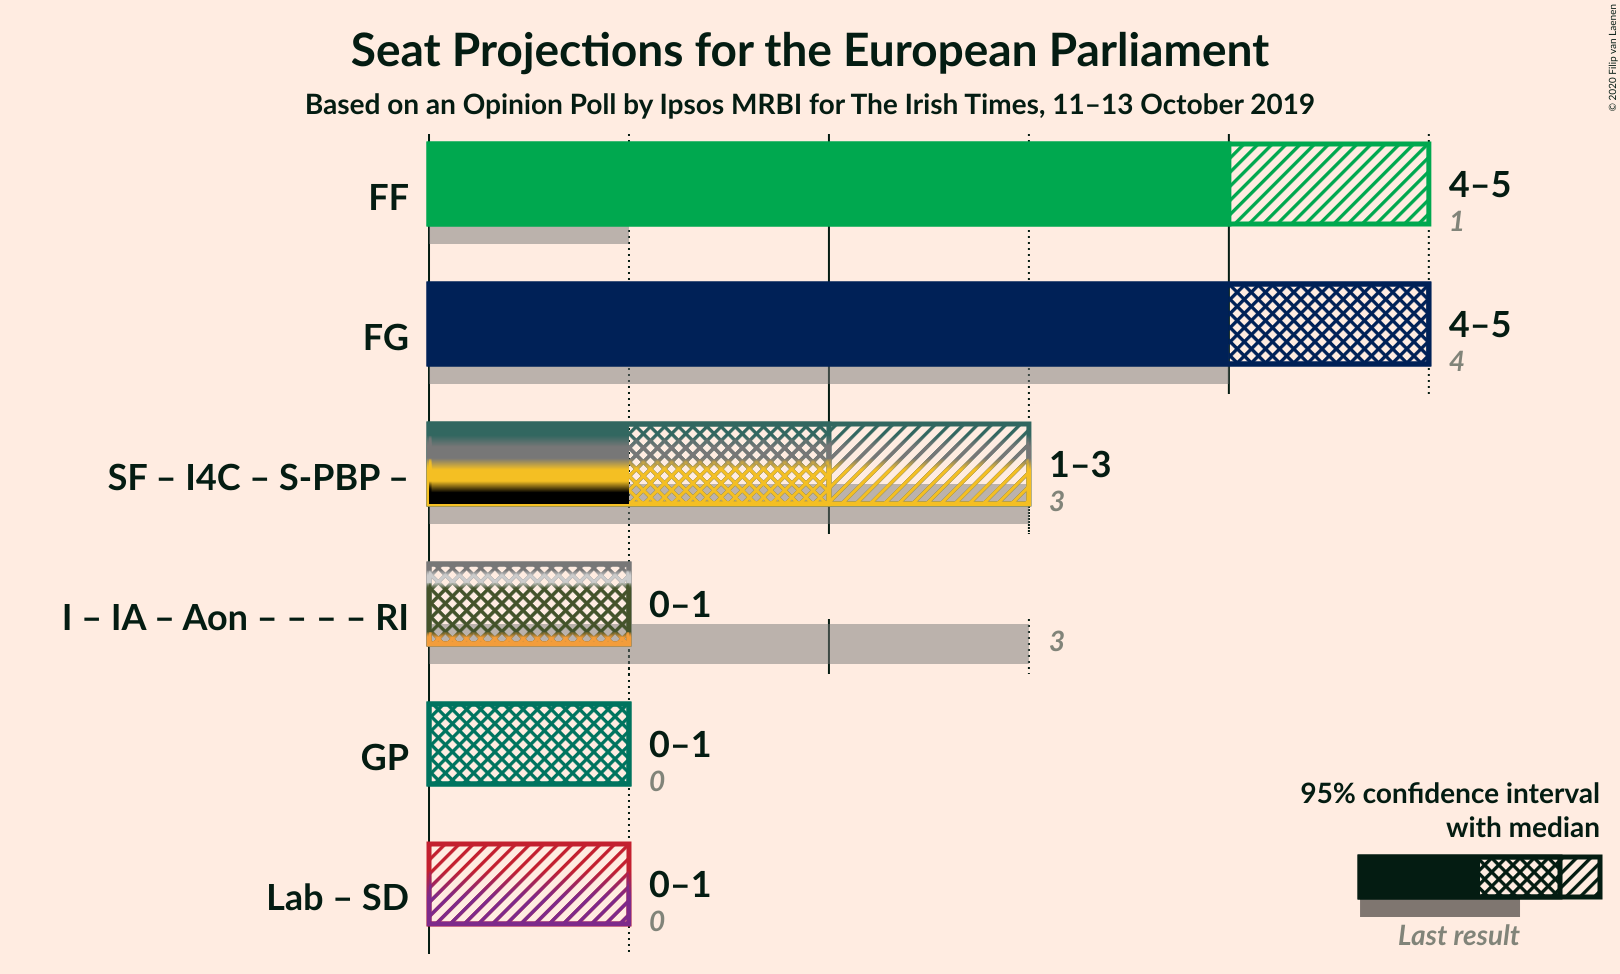 Seat Projections for the European Parliament
Based on an Opinion Poll by Ipsos MRBI for The Irish Times, 11–13 October 2019
© 2020 Filip van Laenen
FF
4–5
1
FG
4–5
4
SF – I4C – S-PBP –
1–3
3
I – IA – Aon – – – – RI
0–1
3
GP
0–1
0
Lab – SD
0–1
0
95% confidence interval
with median
Last result